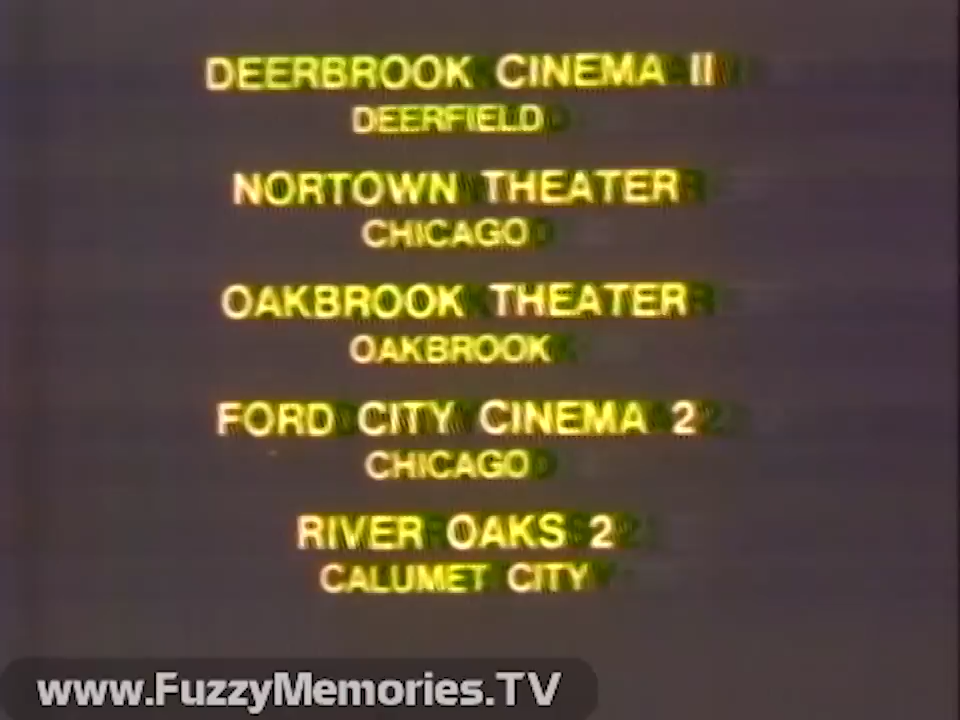 DEERBROOK CINEMA II
DEERFIELD
NORTOWN THEATER
CHICAGO
OAKBROOK THEATER
OAKBROOK
FORD CITY CINEMA 2
CHICAGO
RIVER OAKS 2
CALUMET CITY
www.FuzzyMemories.TV